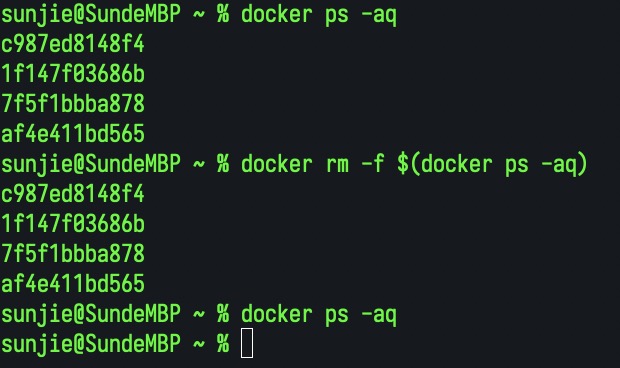 sunjie@SundeMBP ~ % docker ps -aq
c987ed8148f4
1f147f03686b
7f5f1bbba878
af4e411bd565
sunjie@SundeMBP ~ % docker rm -f $(docker ps -aq)
c987ed8148f4
1f147f03686b
7f5f1bbba878
af4e411bd565
sunjie@SundeMBP ~ % docker ps -aq
sunjie@SundeMBP ~ %